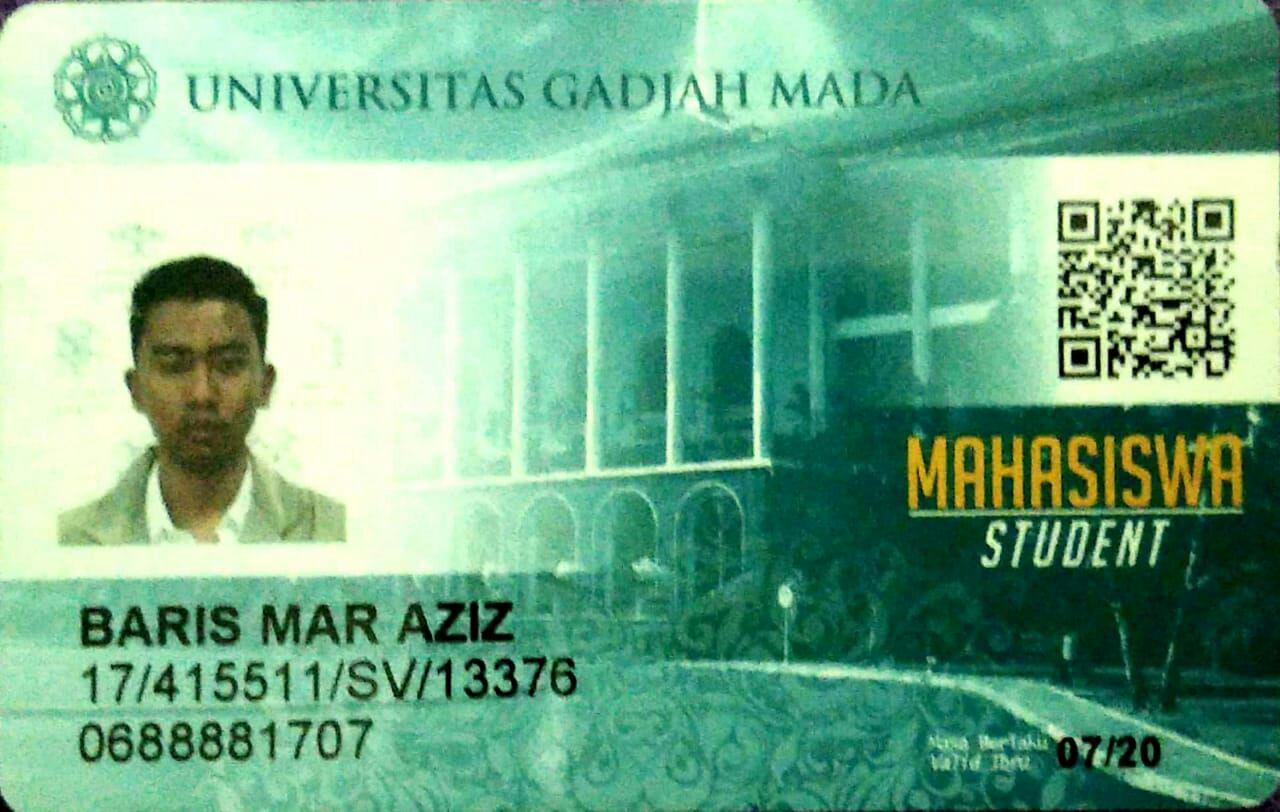 UNIVERSITAS GADJAH MADA
MAHASISWA
STUDENT
BARIS MAR AZIZ
17/415511/SV/13376
0688881707
Masa Berlaku
Valid Thru 07/20